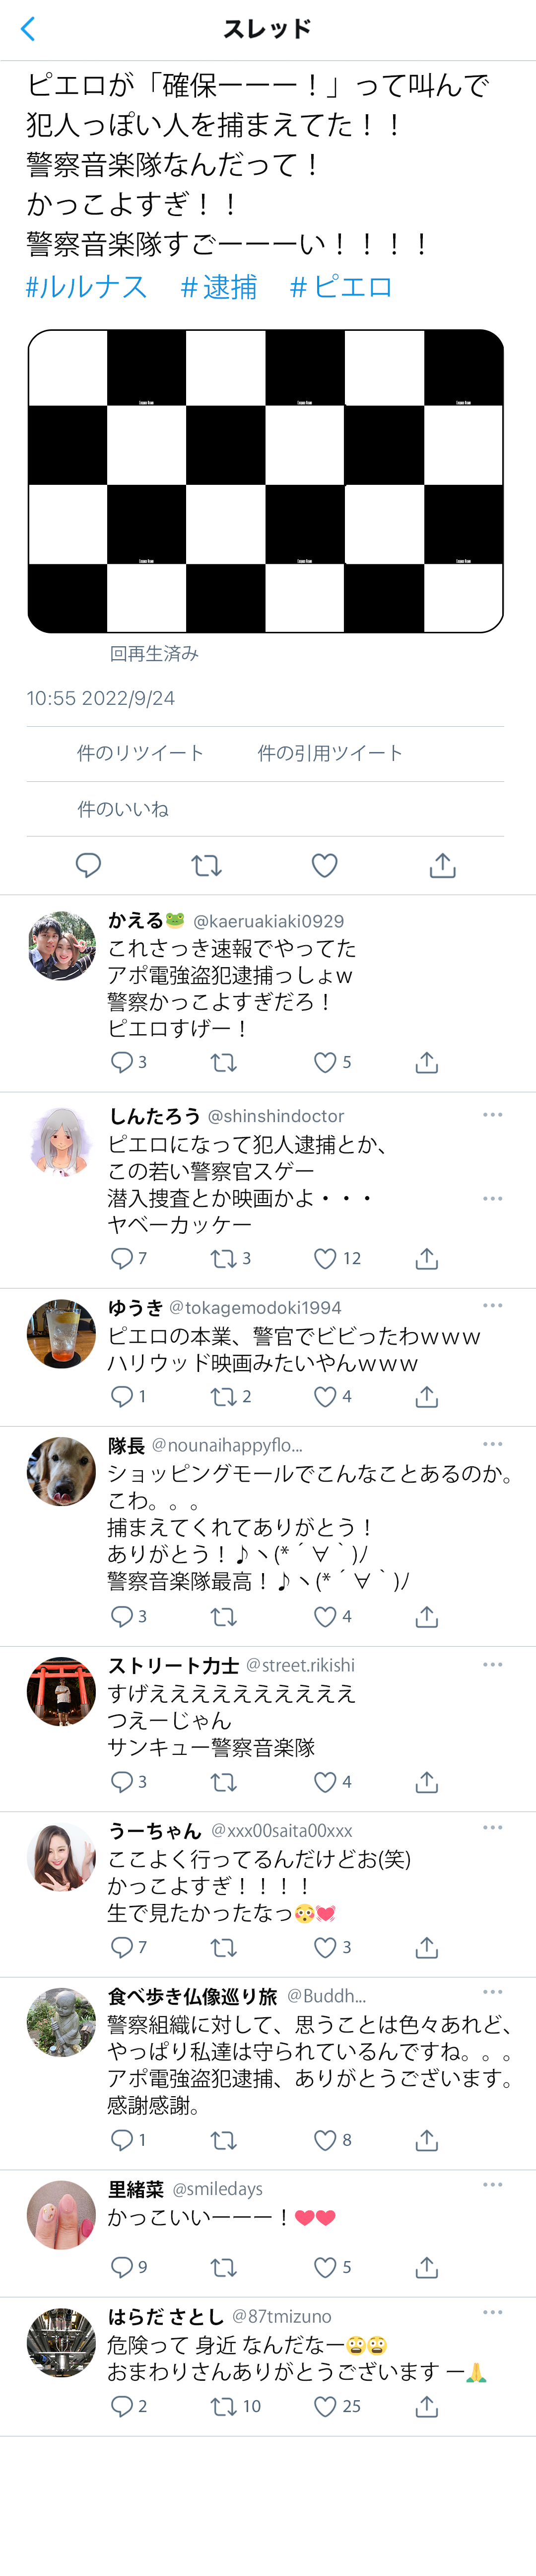 スレッド
ピエロが「確保ーーー！」って叫んで
犯人っぽい人を捕まえてた！！
警察音楽隊なんだって！
かっこよすぎ！！
警察音楽隊すごーーーい！！！！
#ルルナス　＃逮捕　＃ピエロ
回再生済み
10:55 2022/9/24
件のリツイート　件の引用ツイート
件のいいね
かえる🐸 @kaeruakiaki0929
これさっき速報でやってた
アポ電強盗犯逮捕っしょw
警察かっこよすぎだろ！
ピエロすげー！
3 5
しんたろう @shinshindoctor
ピエロになって犯人逮捕とか、
この若い警察官スゲー
潜入捜査とか映画かよ・・・
ヤベーカッケー
7 3 12
ゆうき @tokagemodoki1994
ピエロの本業、警官でビビったわｗｗｗ
ハリウッド映画みたいやんｗｗｗ
1 2 4
隊長 @nounaihappyflo...
ショッピングモールでこんなことあるのか。
こわ。。。
捕まえてくれてありがとう！
ありがとう！♪ヽ(*´∀｀)ﾉ
警察音楽隊最高！♪ヽ(*´∀｀)ﾉ
3 4
ストリート力士 @street.rikishi
すげえええええええええええ
つえーじゃん
サンキュー警察音楽隊
3 4
うーちゃん @xxx00saita00xxx
ここよく行ってるんだけどお(笑)
かっこよすぎ！！！！
生で見たかったなっ😳💓
7 3
食べ歩き仏像巡り旅 @Buddh...
警察組織に対して、思うことは色々あれど、
やっぱり私達は守られているんですね。。。
アポ電強盗犯逮捕、ありがとうございます。
感謝感謝。
1 8
里緒菜 @smiledays
かっこいいーーー！❤❤
9 5
はらだ さとし @87tmizuno
危険って 身近 なんだなー😨😨
おまわりさんありがとうございます ー🙏
2 10 25